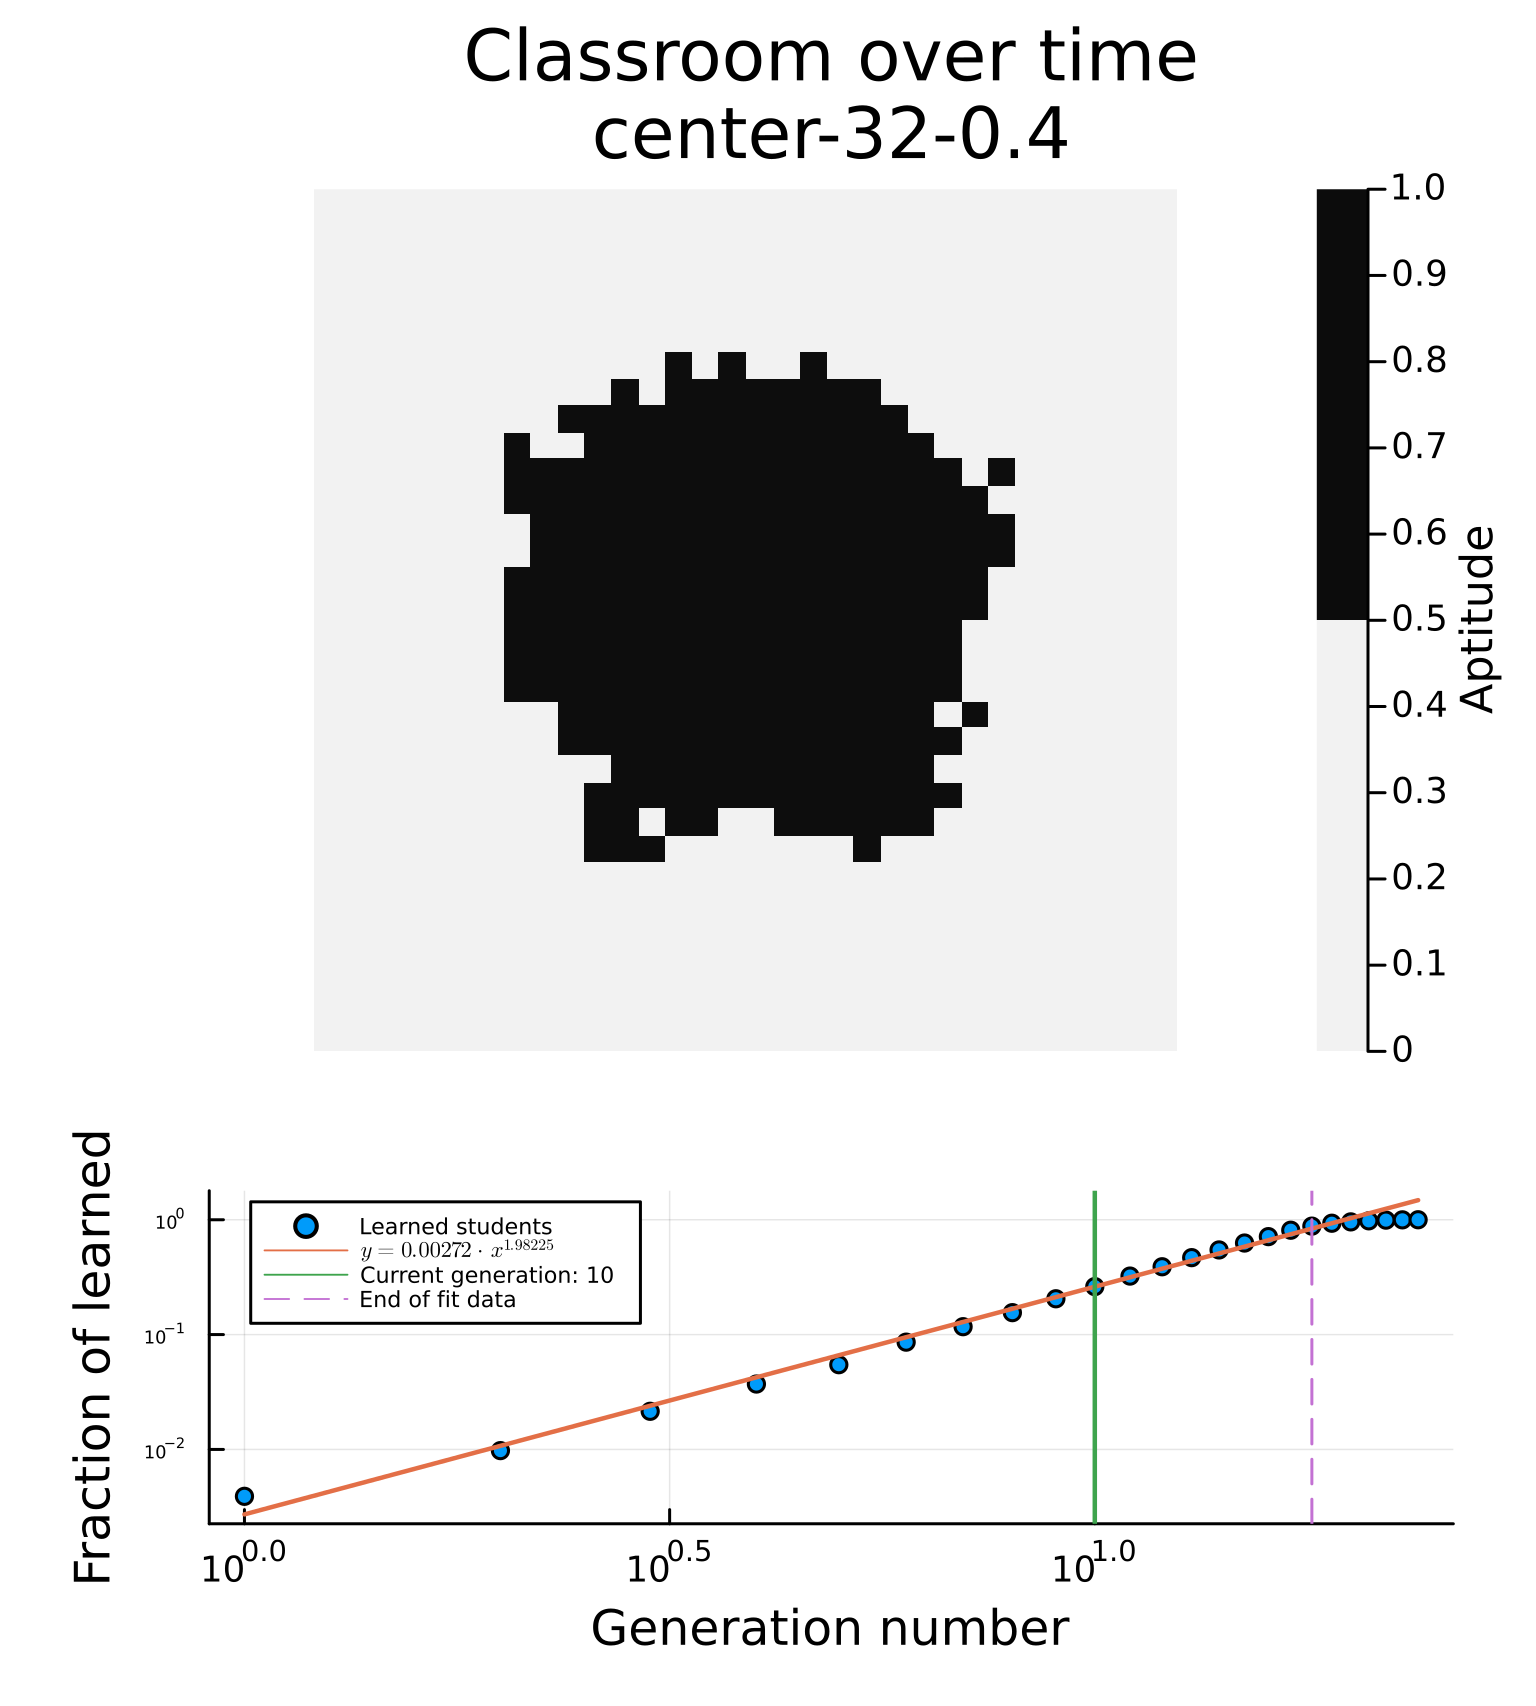 Classroom over time
center-32-0.4
1.0
0.9
0.8
0.7
0.6
0.5
0.4
0.3
0.2
0.1
0
Aptitude
Fraction of learned
10⁰
10⁻¹
10⁻²
Learned students
y = 0.00272 · x^1.98225
Current generation: 10
End of fit data
10^0.0
10^0.5
10^1.0
Generation number